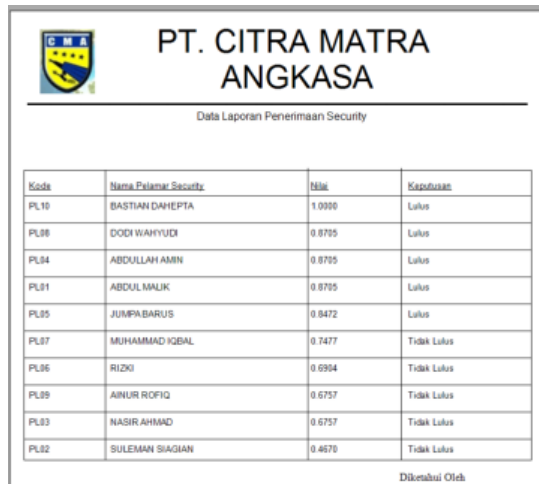 CMA
PT. CITRA MATRA
ANGKASA
Data Laporan Penerimaan Security
Kode Nama Pelamar Security Nilai Keputusan
PL10 BASTIAN DAHEPTA 1.0000 Lulus
PL08 DODI WAHYUDI 0.8705 Lulus
PL04 ABDULLAH AMIN 0.8705 Lulus
PL01 ABDUL MALIK 0.8705 Lulus
PL05 JUMPA BARUS 0.8472 Lulus
PL07 MUHAMMAD IQBAL 0.7477 Tidak Lulus
PL06 RIZKI 0.6904 Tidak Lulus
PL09 AINUR ROFIQ 0.6757 Tidak Lulus
PL03 NASIR AHMAD 0.6757 Tidak Lulus
PL02 SULEMAN SIAGIAN 0.4670 Tidak Lulus
Diketahui Oleh